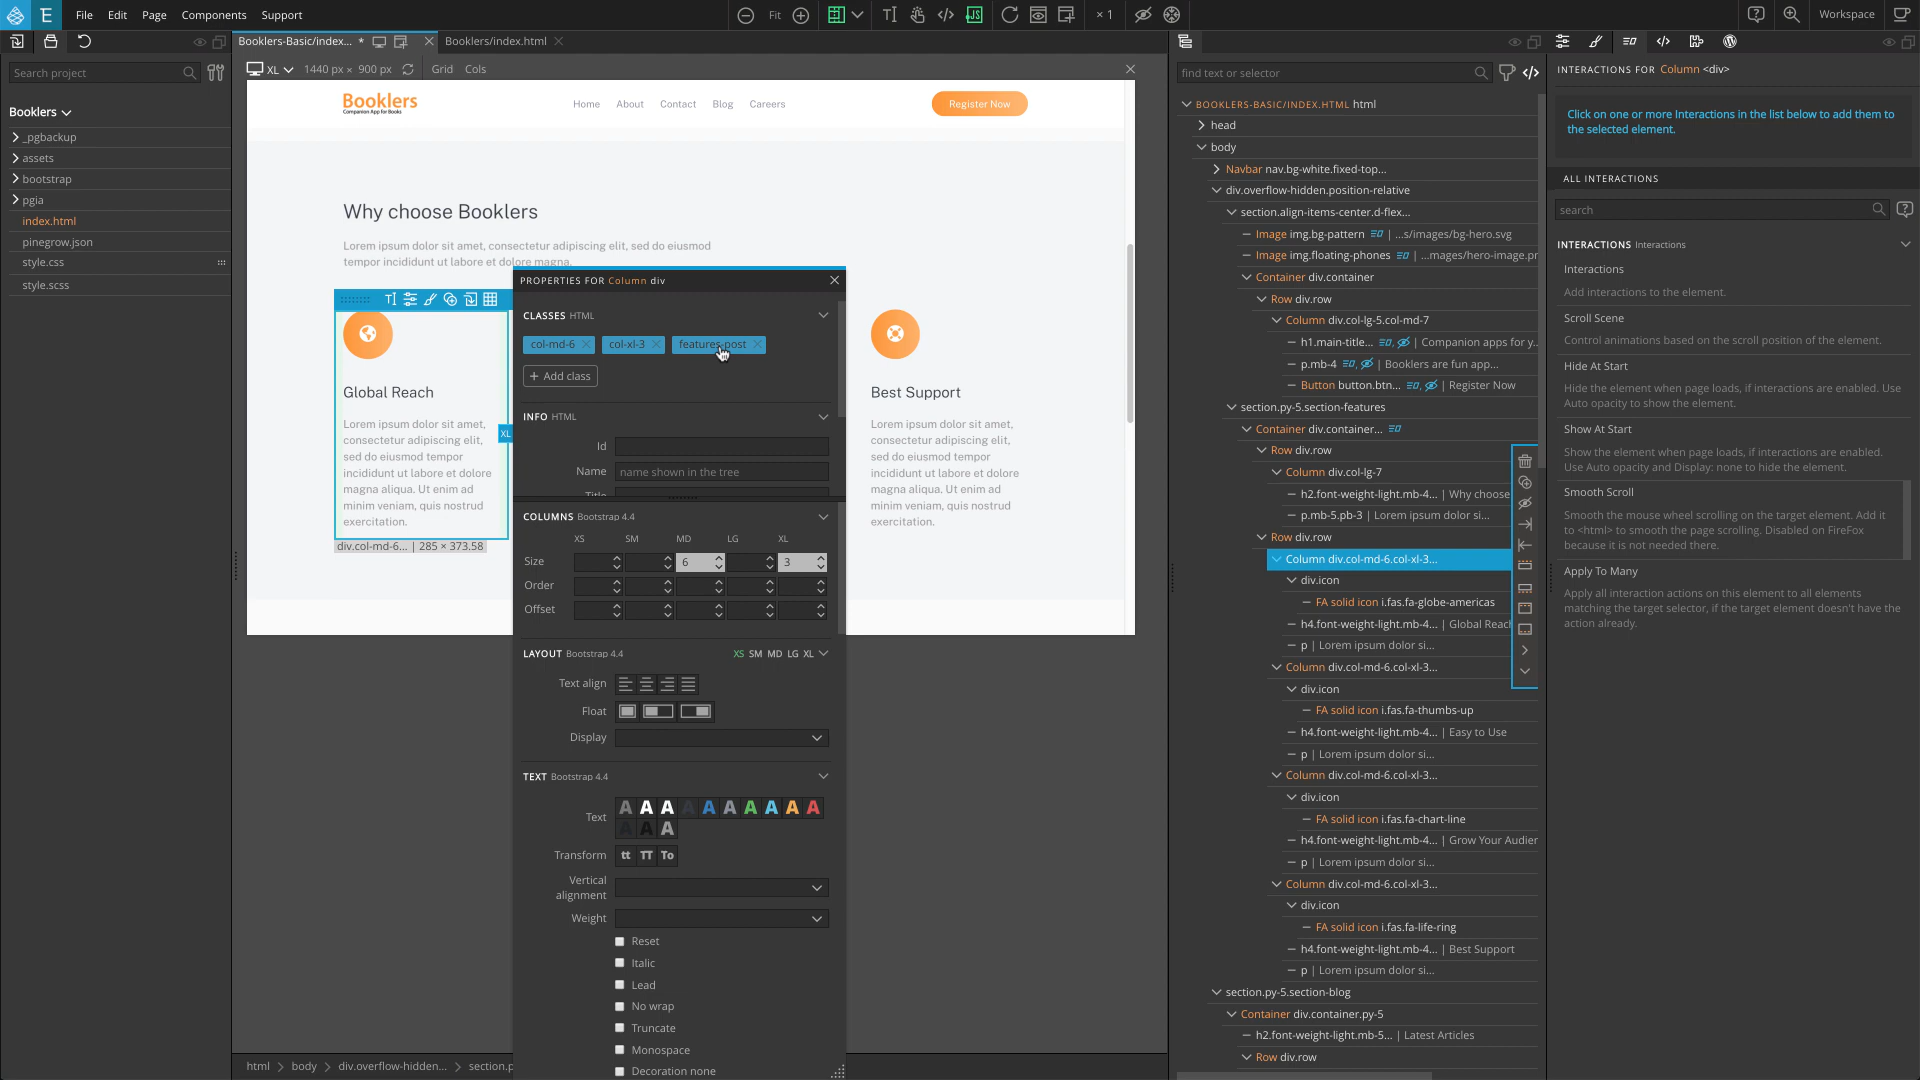 File Edit Page Components Support
Fit
× 1
Workspace
Booklers-Basic/index... *
Booklers/index.html
Search project
XL 1440 px × 900 px Grid Cols
Booklers
_pgbackup
assets
bootstrap
pgia
index.html
pinegrow.json
style.css
style.scss
Booklers
Companion App for Books
Home About Contact Blog Careers
Register Now
Why choose Booklers
Lorem ipsum dolor sit amet, consectetur adipiscing elit, sed do eiusmod
tempor incididunt ut labore et dolore magna.
Global Reach
Lorem ipsum dolor sit amet,
consectetur adipiscing elit,
sed do eiusmod tempor
incididunt ut labore et dolore
magna aliqua. Ut enim ad
minim veniam, quis nostrud
exercitation.
XL
div.col-md-6... | 285 × 373.58
Best Support
Lorem ipsum dolor sit amet,
consectetur adipiscing elit,
sed do eiusmod tempor
incididunt ut labore et dolore
magna aliqua. Ut enim ad
minim veniam, quis nostrud
exercitation.
PROPERTIES FOR Column div
CLASSES HTML
col-md-6 col-xl-3 features-post
+ Add class
INFO HTML
Id
Name name shown in the tree
COLUMNS Bootstrap 4.4
XS SM MD LG XL
Size 6 3
Order
Offset
LAYOUT Bootstrap 4.4 XS SM MD LG XL
Text align
Float
Display
TEXT Bootstrap 4.4
Text A A A A A A A A A A
A A A
Transform tt TT To
Vertical
alignment
Weight
Reset
Italic
Lead
No wrap
Truncate
Monospace
Decoration none
html > body > div.overflow-hidden... > section.p
find text or selector
BOOKLERS-BASIC/INDEX.HTML html
head
body
Navbar nav.bg-white.fixed-top...
div.overflow-hidden.position-relative
section.align-items-center.d-flex...
Image img.bg-pattern | ...s/images/bg-hero.svg
Image img.floating-phones | ...mages/hero-image.pr
Container div.container
Row div.row
Column div.col-lg-5.col-md-7
h1.main-title... | Companion apps for y...
p.mb-4 | Booklers are fun app...
Button button.btn... | Register Now
section.py-5.section-features
Container div.container...
Row div.row
Column div.col-lg-7
h2.font-weight-light.mb-4... | Why choose
p.mb-5.pb-3 | Lorem ipsum dolor si...
Row div.row
Column div.col-md-6.col-xl-3...
div.icon
FA solid icon i.fas.fa-globe-americas
h4.font-weight-light.mb-4... | Global Reach
p | Lorem ipsum dolor si...
Column div.col-md-6.col-xl-3...
div.icon
FA solid icon i.fas.fa-thumbs-up
h4.font-weight-light.mb-4... | Easy to Use
p | Lorem ipsum dolor si...
Column div.col-md-6.col-xl-3...
div.icon
FA solid icon i.fas.fa-chart-line
h4.font-weight-light.mb-4... | Grow Your Audier
p | Lorem ipsum dolor si...
Column div.col-md-6.col-xl-3...
div.icon
FA solid icon i.fas.fa-life-ring
h4.font-weight-light.mb-4... | Best Support
p | Lorem ipsum dolor si...
section.py-5.section-blog
Container div.container.py-5
h2.font-weight-light.mb-5... | Latest Articles
Row div.row
INTERACTIONS FOR Column <div>
Click on one or more Interactions in the list below to add them to
the selected element.
ALL INTERACTIONS
search
INTERACTIONS Interactions
Interactions
Add interactions to the element.
Scroll Scene
Control animations based on the scroll position of the element.
Hide At Start
Hide the element when page loads, if interactions are enabled. Use
Auto opacity to show the element.
Show At Start
Show the element when page loads, if interactions are enabled.
Use Auto opacity and Display: none to hide the element.
Smooth Scroll
Smooth the mouse wheel scrolling on the target element. Add it
to <html> to smooth the page scrolling. Disabled on FireFox
because it is not needed there.
Apply To Many
Apply all interaction actions on this element to all elements
matching the target selector, if the target element doesn't have the
action already.